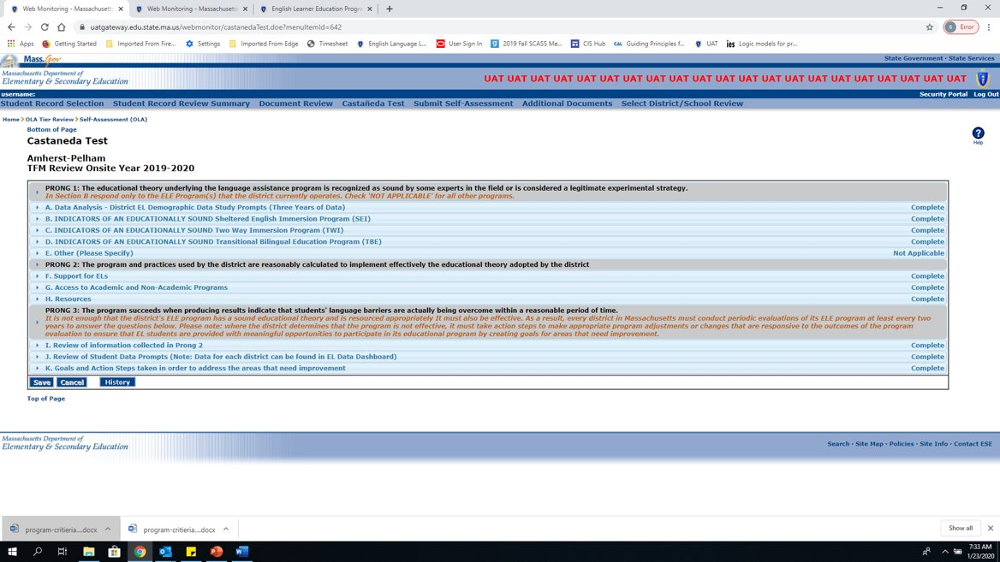 Web Monitoring - Massachusetts
Web Monitoring - Massachusetts
English Learner Education Progra
uatgateway.edu.state.ma.us/webmonitor/castanedaTest.doe?menuItemId=642
S Error
Apps Getting Started Imported From Fire... Settings Imported From Edge Timesheet English Language L... User Sign In 2019 Fall SCASS Me... CIS Hub CAL Guiding Principles f... UAT ies Logic models for pr...
Mass.Gov
State Government · State Services
Massachusetts Department of
Elementary & Secondary Education
UAT UAT UAT UAT UAT UAT UAT UAT UAT UAT UAT UAT UAT UAT UAT UAT UAT UAT UAT UAT UAT
username: Security Portal Log Out
Student Record Selection Student Record Review Summary Document Review Castañeda Test Submit Self-Assessment Additional Documents Select District/School Review
Home OLA Tier Review Self-Assessment (OLA)
Bottom of Page
Castaneda Test
Help
Amherst-Pelham
TFM Review Onsite Year 2019-2020
PRONG 1: The educational theory underlying the language assistance program is recognized as sound by some experts in the field or is considered a legitimate experimental strategy.
In Section B respond only to the ELE Program(s) that the district currently operates. Check 'NOT APPLICABLE' for all other programs.
A. Data Analysis - District EL Demographic Data Study Prompts (Three Years of Data) Complete
B. INDICATORS OF AN EDUCATIONALLY SOUND Sheltered English Immersion Program (SEI) Complete
C. INDICATORS OF AN EDUCATIONALLY SOUND Two Way Immersion Program (TWI) Complete
D. INDICATORS OF AN EDUCATIONALLY SOUND Transitional Bilingual Education Program (TBE) Complete
E. Other (Please Specify) Not Applicable
PRONG 2: The program and practices used by the district are reasonably calculated to implement effectively the educational theory adopted by the district
F. Support for ELs Complete
G. Access to Academic and Non-Academic Programs Complete
H. Resources Complete
PRONG 3: The program succeeds when producing results indicate that students' language barriers are actually being overcome within a reasonable period of time.
It is not enough that the district's ELE program has a sound educational theory and is resourced appropriately It must also be effective. As a result, every district in Massachusetts must conduct periodic evaluations of its ELE program at least every two
years to answer the questions below. Please note: where the district determines that the program is not effective, it must take action steps to make appropriate program adjustments or changes that are responsive to the outcomes of the program
evaluation to ensure that EL students are provided with meaningful opportunities to participate in its educational program by creating goals for areas that need improvement.
I. Review of information collected in Prong 2 Complete
J. Review of Student Data Prompts (Note: Data for each district can be found in EL Data Dashboard) Complete
K. Goals and Action Steps taken in order to address the areas that need improvement Complete
Save Cancel History
Top of Page
Massachusetts Department of
Elementary & Secondary Education
Search · Site Map · Policies · Site Info · Contact ESE
program-critieria....docx
program-critieria....docx
Show all
7:33 AM
1/23/2020